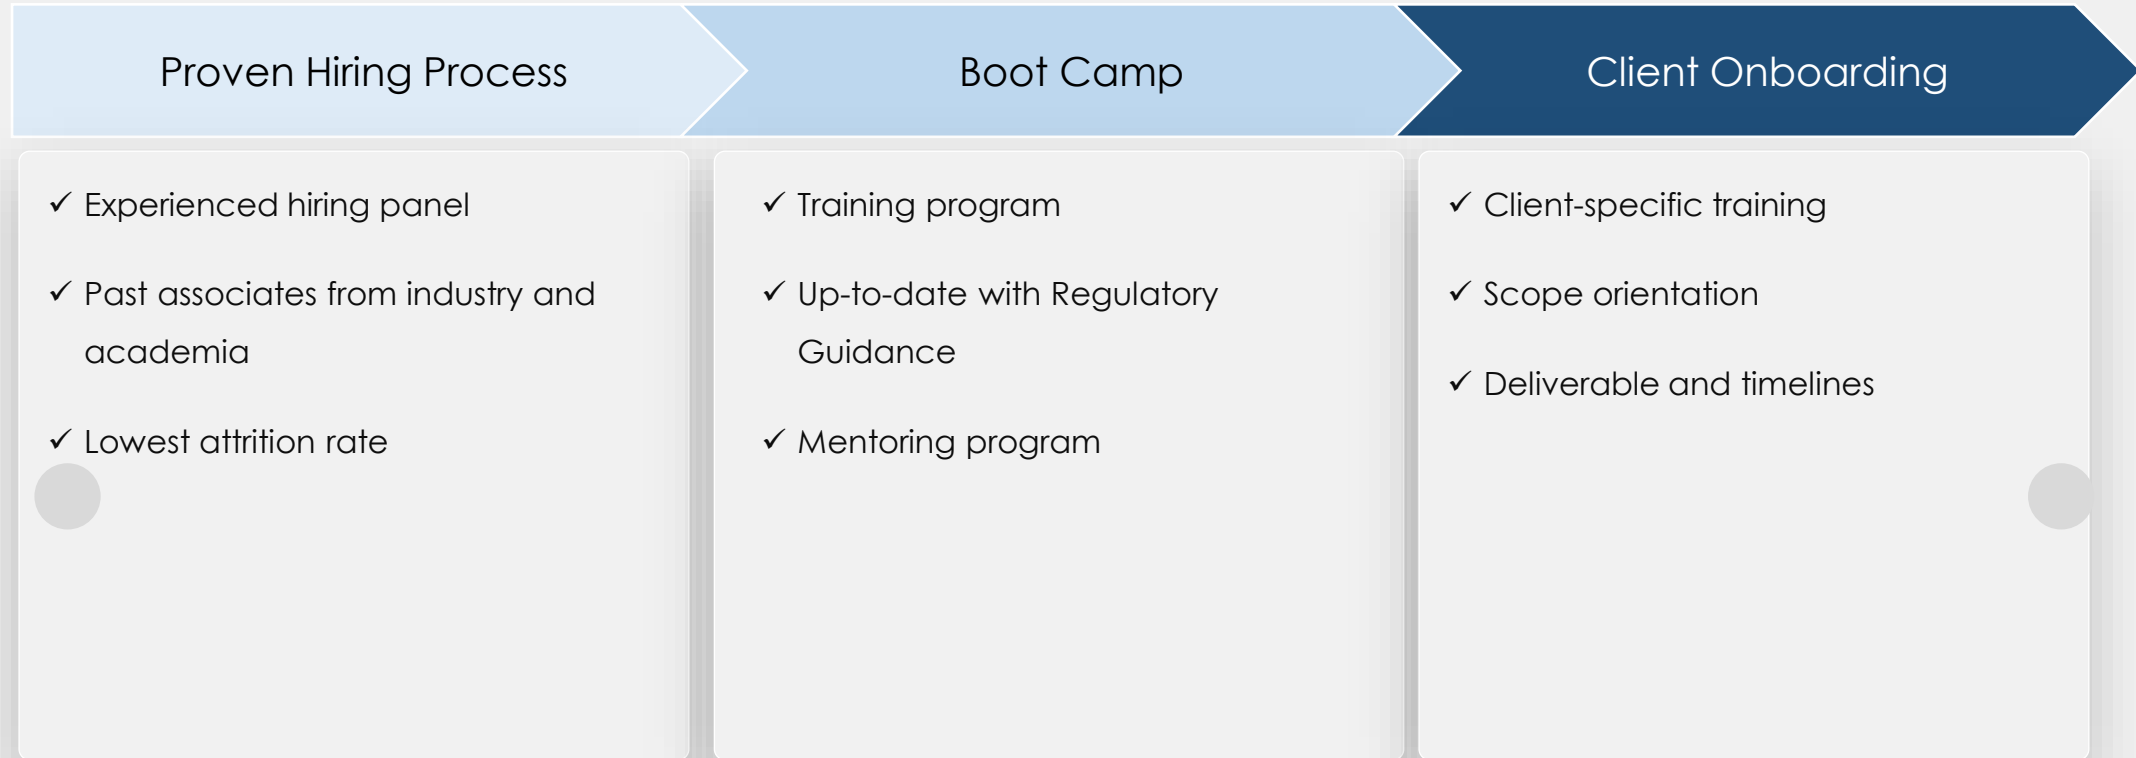 Proven Hiring Process
Boot Camp
Client Onboarding
✓ Experienced hiring panel
✓ Past associates from industry and
academia
✓ Lowest attrition rate
✓ Training program
✓ Up-to-date with Regulatory
Guidance
✓ Mentoring program
✓ Client-specific training
✓ Scope orientation
✓ Deliverable and timelines